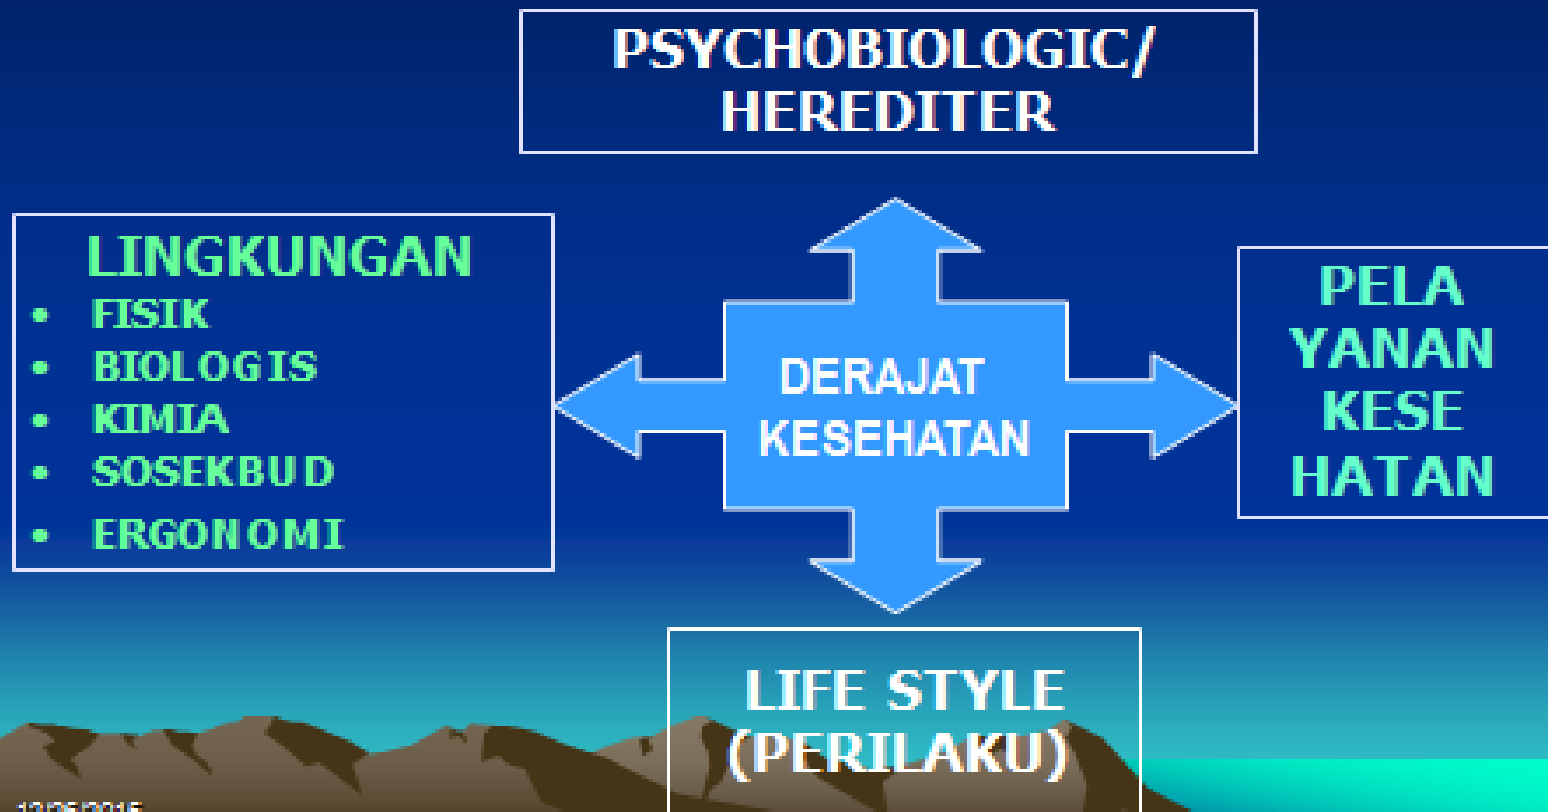 PSYCHOBIOLOGIC/
HEREDITER
LINGKUNGAN
• FISIK
• BIOLOGIS
• KIMIA
• SOSEKBUD
• ERGONOMI
DERAJAT
KESEHATAN
PELA
YANAN
KESE
HATAN
LIFE STYLE
(PERILAKU)